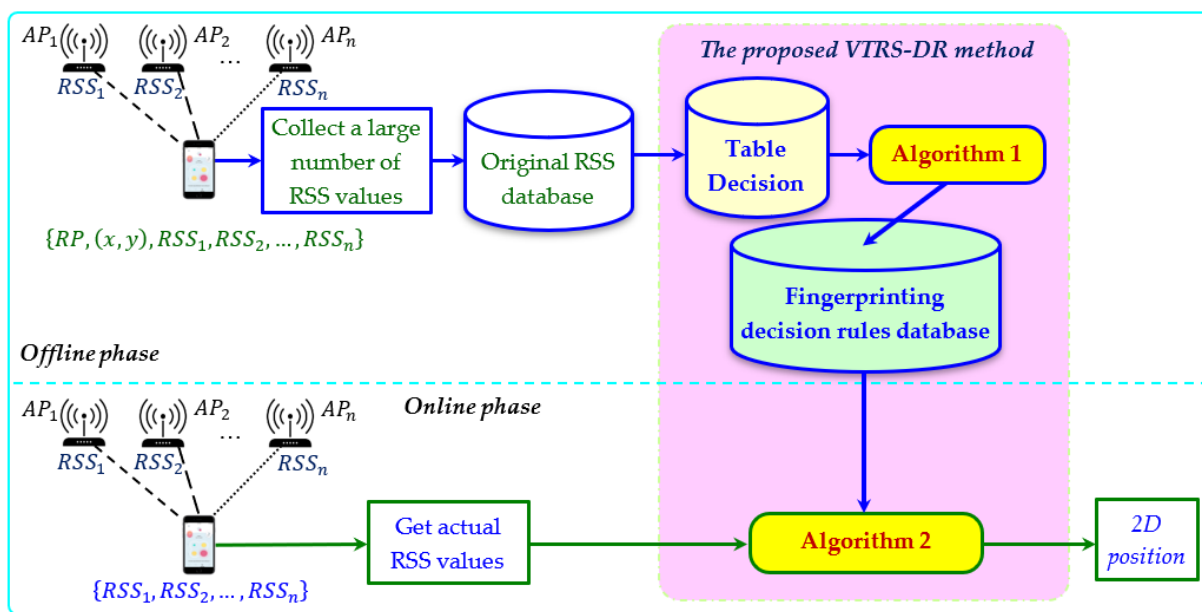 The proposed VTRS-DR method
AP₁ AP₂ ... APₙ
RSS₁ RSS₂ RSSₙ
Collect a large
number of
RSS values
Original RSS
database
Table
Decision
Algorithm 1
{RP, (x, y), RSS₁, RSS₂, ..., RSSₙ}
Fingerprinting
decision rules database
Offline phase
Online phase
AP₁ AP₂ ... APₙ
RSS₁ RSS₂ RSSₙ
Get actual
RSS values
Algorithm 2
2D
position
{RSS₁, RSS₂, ..., RSSₙ}